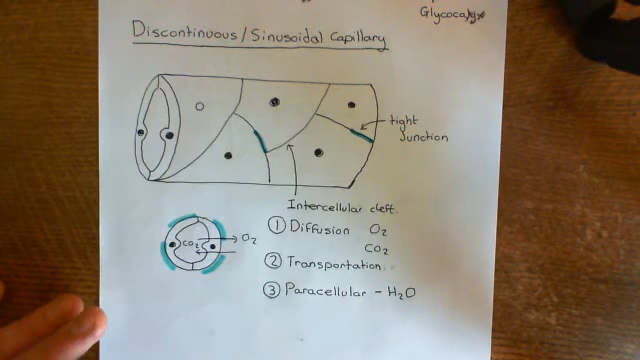 Glycocalyx
Discontinuous/Sinusoidal Capillary
tight
Junction
Intercellular cleft.
① Diffusion O₂
CO₂
② Transportation
③ Paracellular - H₂O
CO₂
O₂